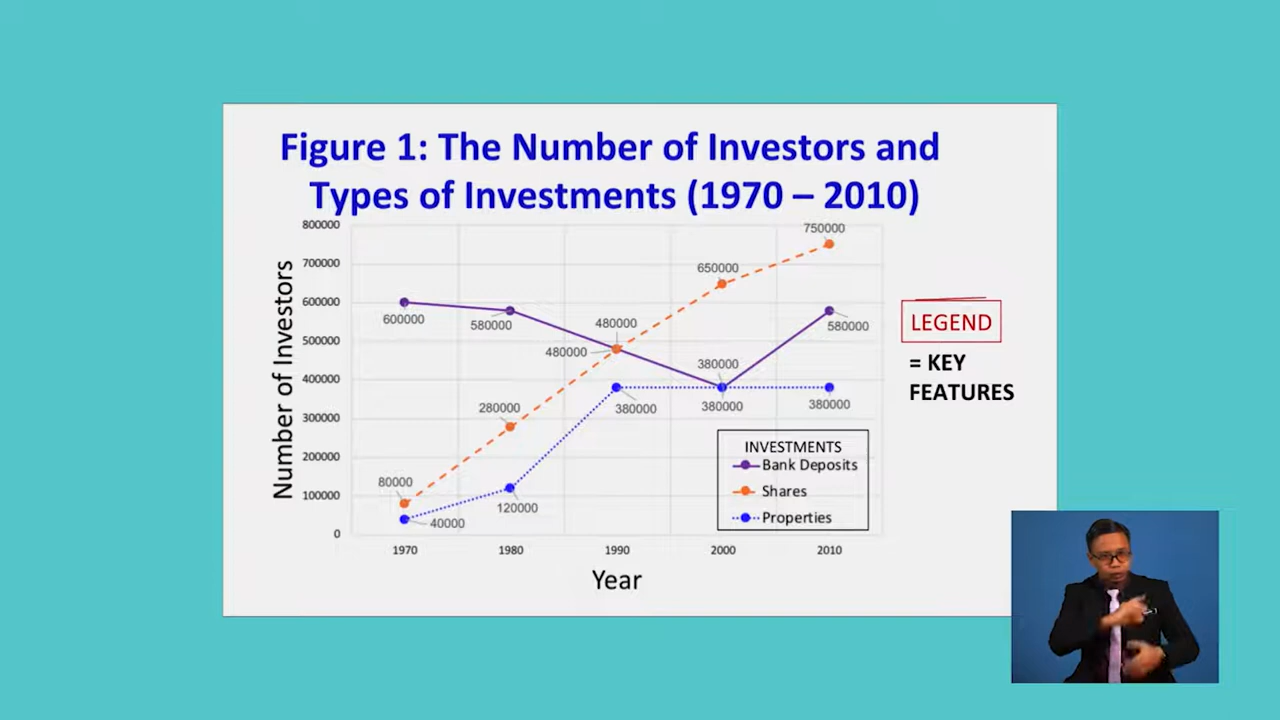 Figure 1: The Number of Investors and
Types of Investments (1970 – 2010)
800000
700000
600000
500000
400000
300000
200000
100000
0
Number of Investors
600000
580000
480000
380000
580000
80000
280000
480000
650000
750000
40000
120000
380000
380000
380000
INVESTMENTS
Bank Deposits
Shares
Properties
1970 1980 1990 2000 2010
Year
LEGEND
= KEY
FEATURES